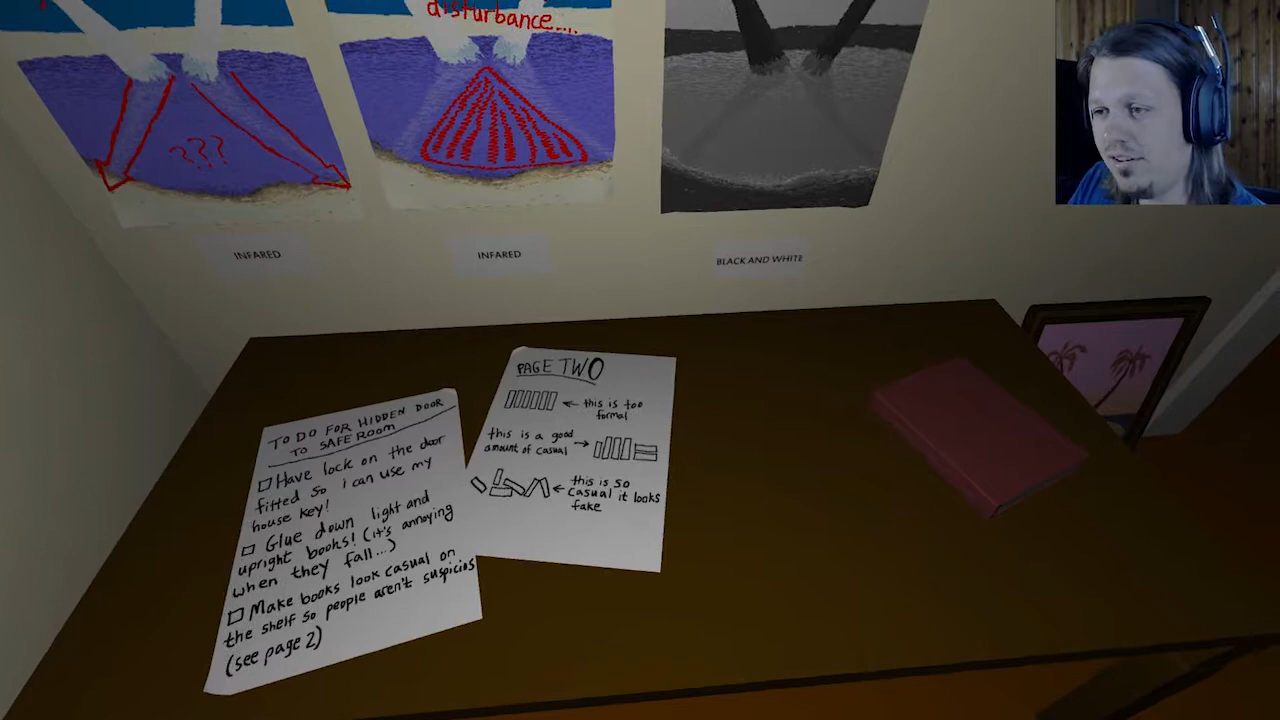 disturbance....
???
INFARED
INFARED
BLACK AND WHITE
TO DO FOR HIDDEN DOOR
TO SAFE ROOM
Have lock on the door
fitted so i can use my
house key!
Glue down light and
upright books! (it's annoying
when they fall...)
Make books look casual on
the shelf so people aren't suspicios
(see page 2)
PAGE TWO
this is too
formal
this is a good
amount of casual
this is so
casual it looks
fake